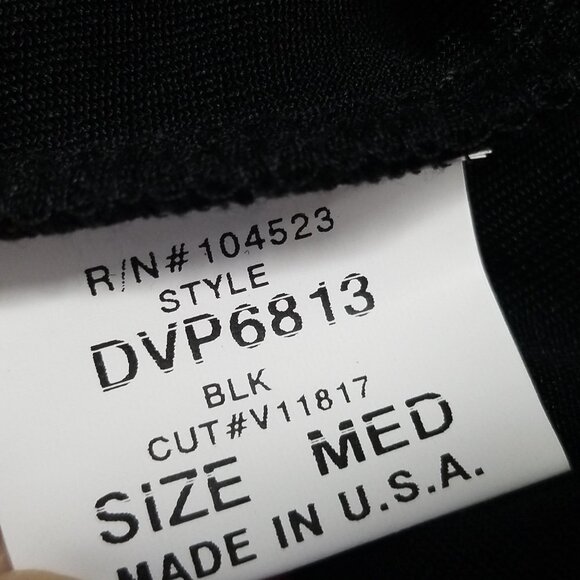 R/N# 104523
STYLE
DVP6813
BLK
CUT#V11817
SiZE MED
MADE IN U.S.A.